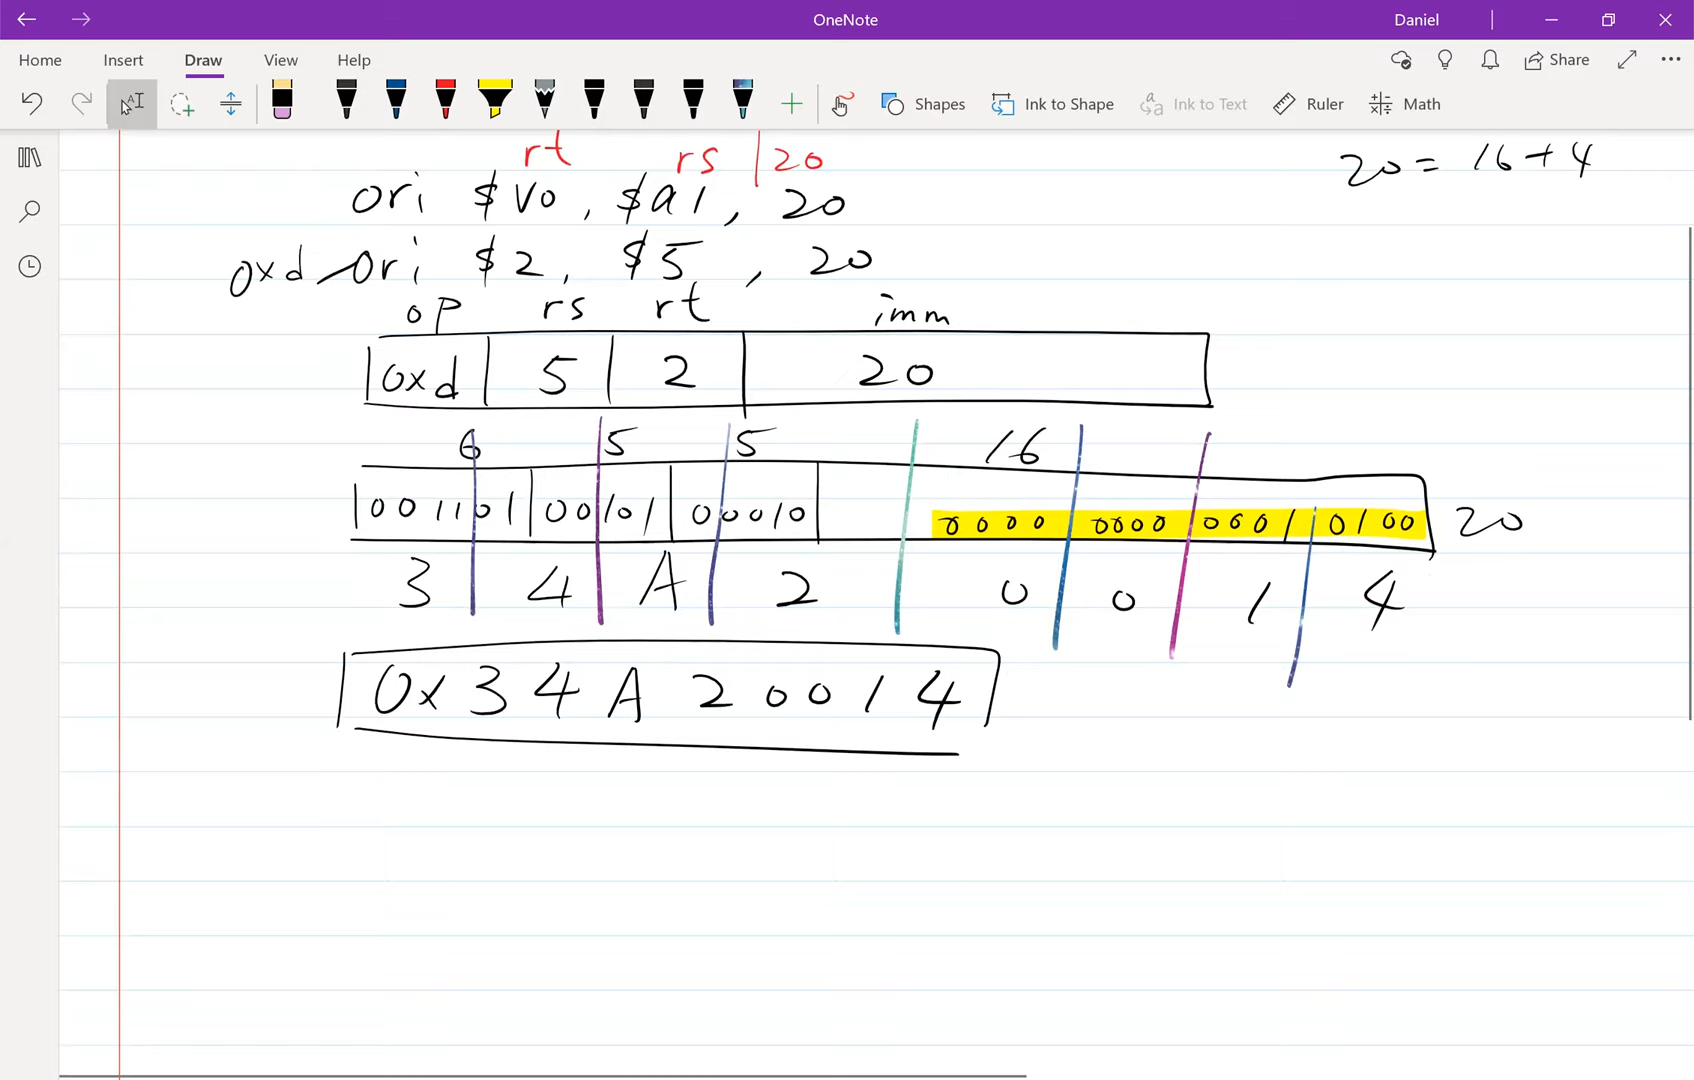 OneNote
Daniel
Home Insert Draw View Help
Share
Shapes Ink to Shape Ink to Text Ruler Math
rt rs 20
20 = 16+4
ori $v0, $a1, 20
0xd ori $2, $5, 20
op rs rt imm
0xd 5 2 20
6 5 5 16
001101 00101 00010 0000 0000 0001 0100 20
3 4 A 2 0 0 1 4
0x34A20014